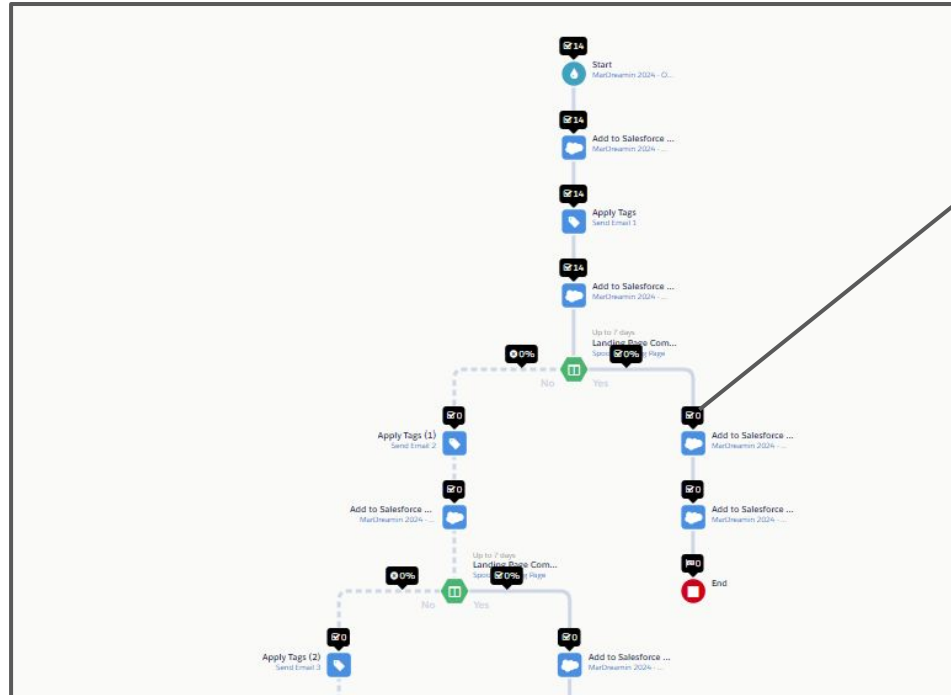 14
Start
MarDreamin 2024 - O...
14
Add to Salesforce ...
MarDreamin 2024 - ...
14
Apply Tags
Send Email 1
14
Add to Salesforce ...
MarDreamin 2024 - ...
Up to 7 days
Landing Page Com...
0%
0%
No
Yes
0
Apply Tags (1)
Send Email 2
0
Add to Salesforce ...
MarDreamin 2024 - ...
0
Add to Salesforce ...
MarDreamin 2024 - ...
0
Add to Salesforce ...
MarDreamin 2024 - ...
Up to 7 days
Landing Page Com...
0%
0%
No
Yes
0
End
0
Apply Tags (2)
Send Email 3
0
Add to Salesforce ...
MarDreamin 2024 - ...